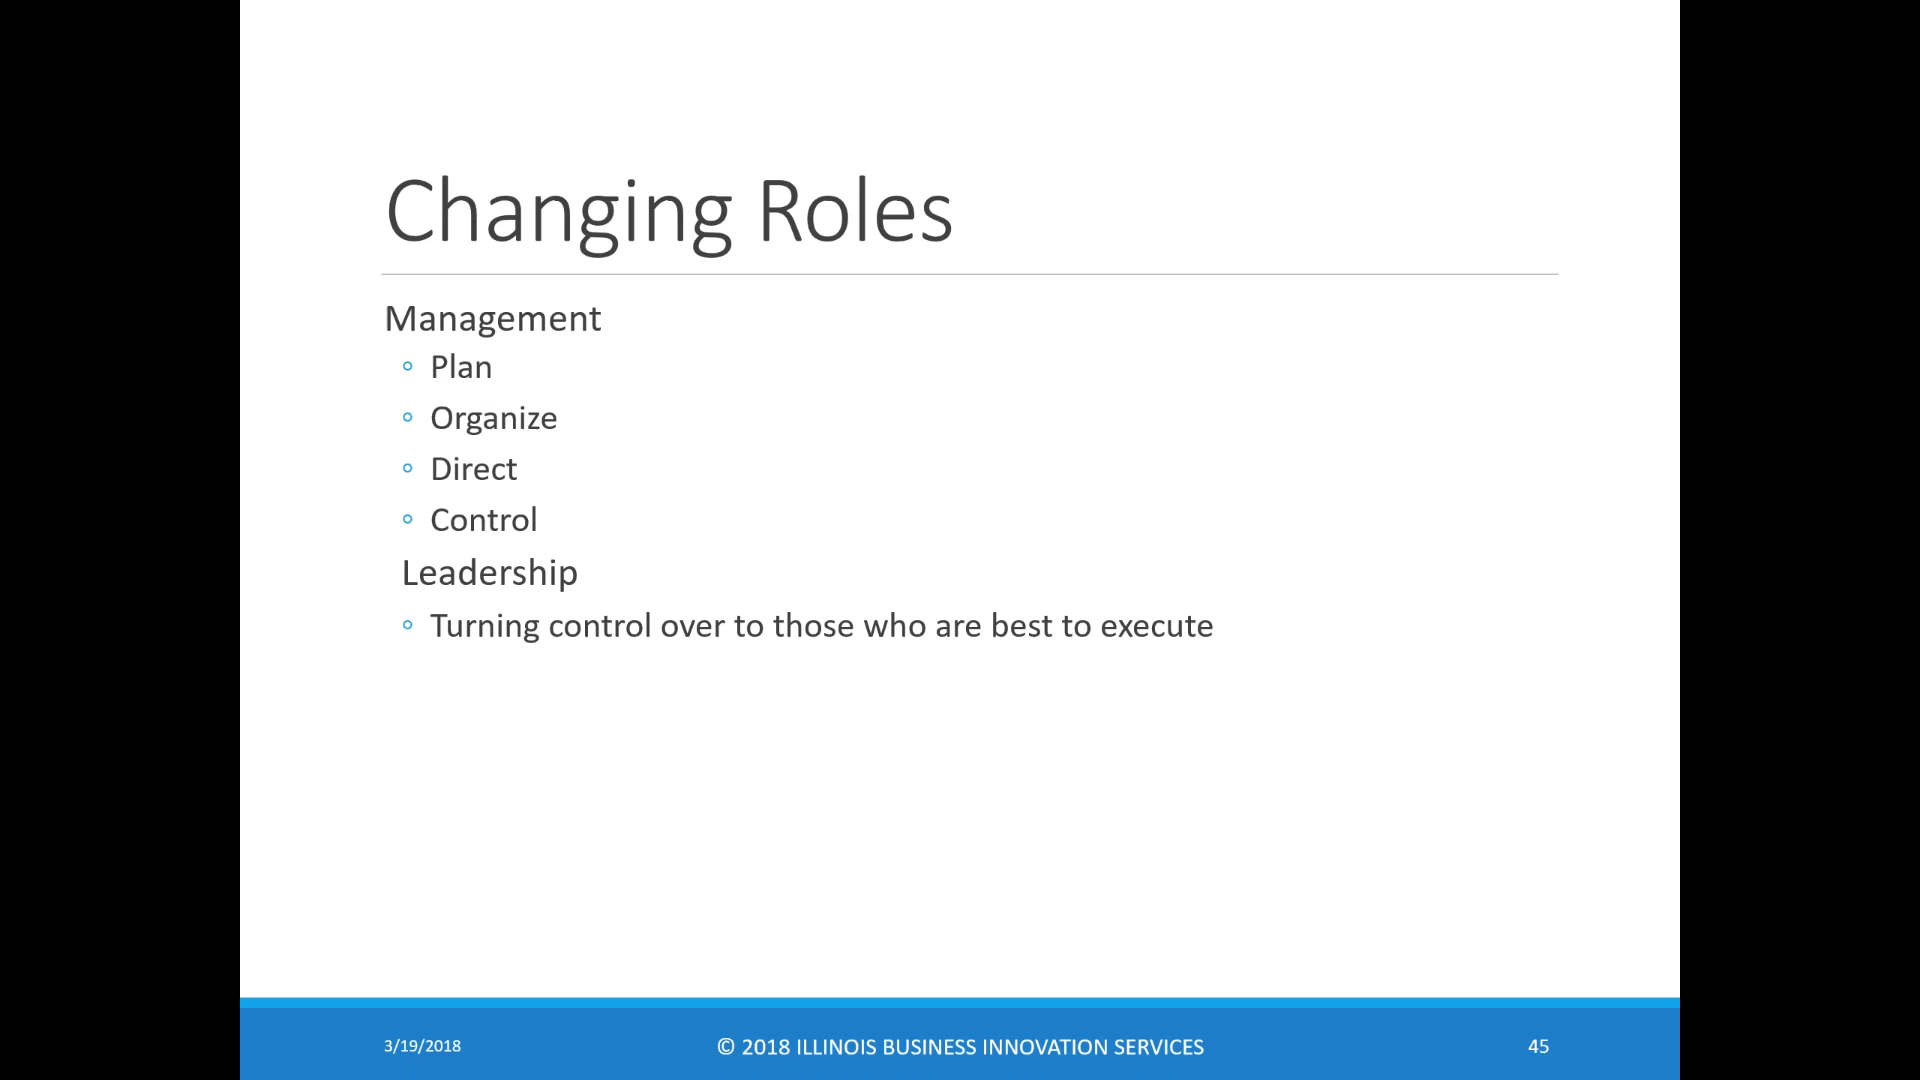 Changing Roles
Management
◦ Plan
◦ Organize
◦ Direct
◦ Control
Leadership
◦ Turning control over to those who are best to execute
3/19/2018
© 2018 ILLINOIS BUSINESS INNOVATION SERVICES
45